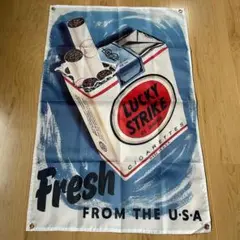 LUCKY
STRIKE
CIGARETTES
Fresh
FROM THE U·S·A